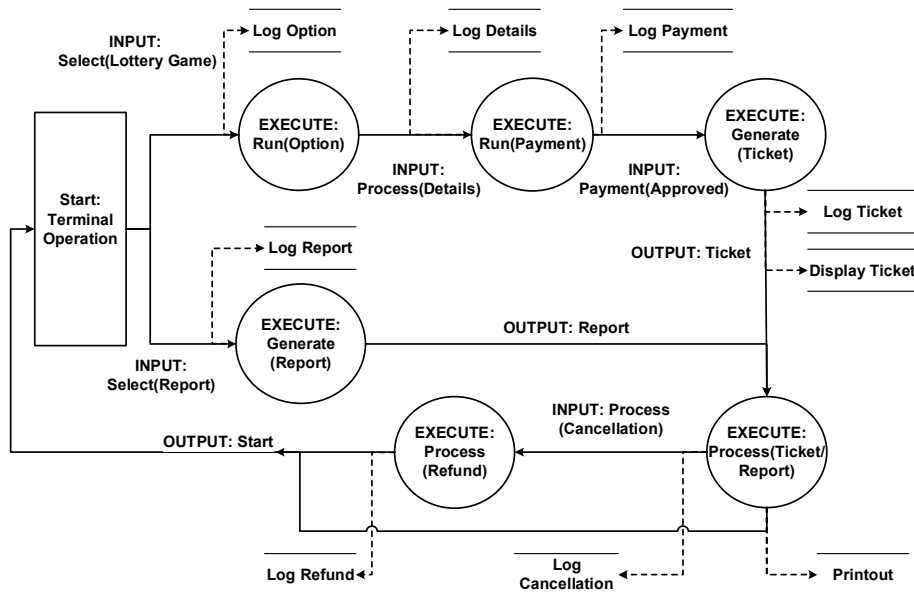 Log Option
Log Details
Log Payment
INPUT:
Select(Lottery Game)
EXECUTE:
Run(Option)
EXECUTE:
Run(Payment)
EXECUTE:
Generate
(Ticket)
INPUT:
Process(Details)
INPUT:
Payment(Approved)
Start:
Terminal
Operation
Log Ticket
Log Report
OUTPUT: Ticket
Display Ticket
EXECUTE:
Generate
(Report)
OUTPUT: Report
INPUT:
Select(Report)
INPUT: Process
(Cancellation)
OUTPUT: Start
EXECUTE:
Process
(Refund)
EXECUTE:
Process(Ticket/
Report)
Log Refund
Log
Cancellation
Printout